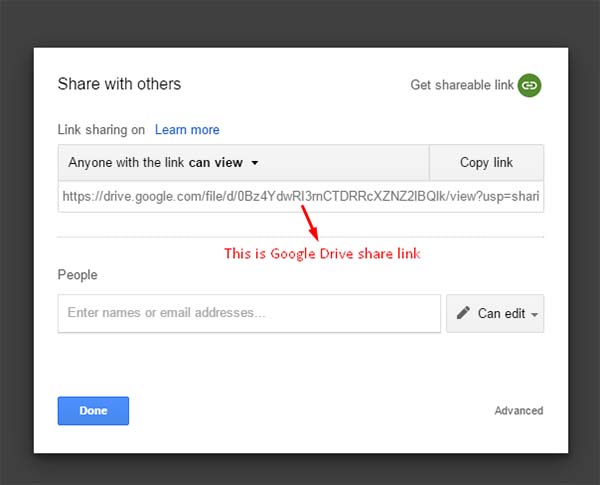 Share with others
Get shareable link
Link sharing on Learn more
Anyone with the link can view
Copy link
https://drive.google.com/file/d/0Bz4YdwRI3rnCTDRRcXZNZ2lBQlk/view?usp=shari
This is Google Drive share link
People
Enter names or email addresses...
Can edit
Done
Advanced